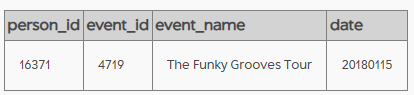 person_id event_id event_name date
16371 4719 The Funky Grooves Tour 20180115